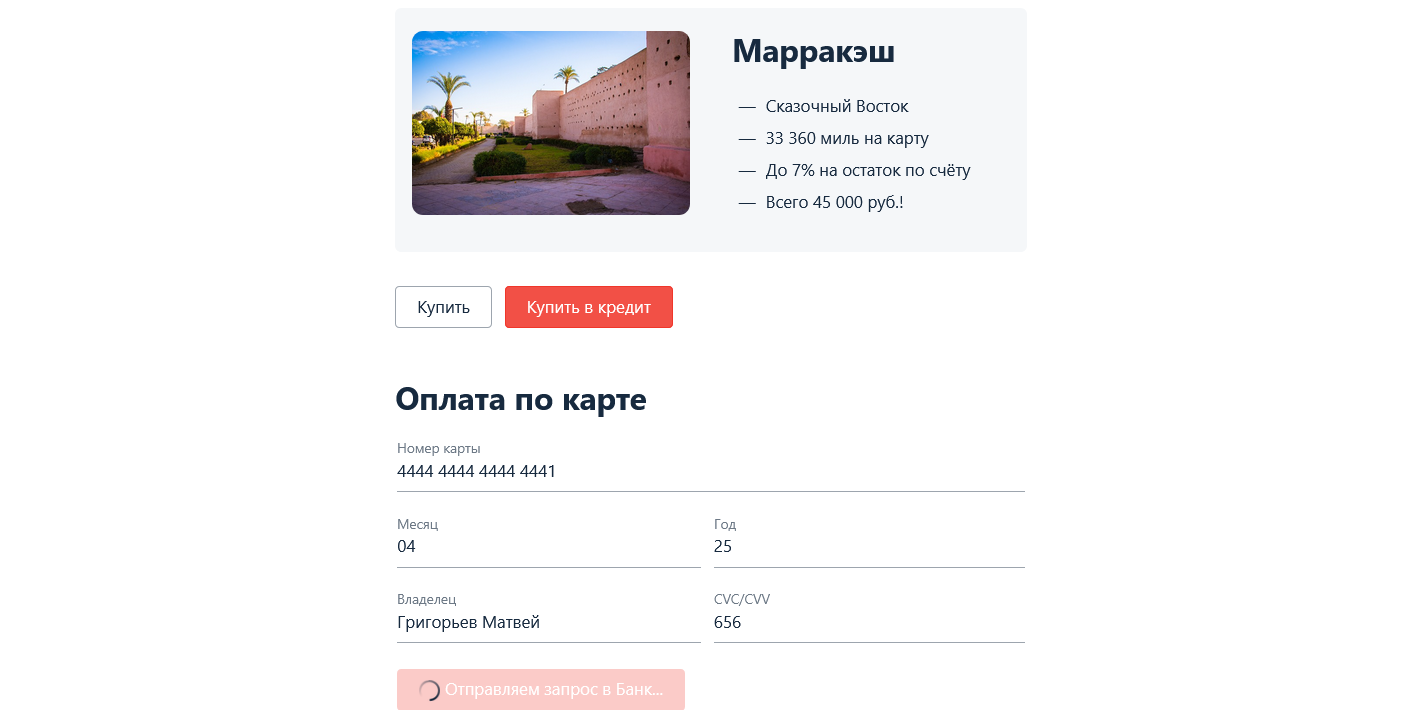 Марракэш
— Сказочный Восток
— 33 360 миль на карту
— До 7% на остаток по счёту
— Всего 45 000 руб.!
Купить Купить в кредит
Оплата по карте
Номер карты
4444 4444 4444 4441
Месяц Год
04 25
Владелец CVC/CVV
Григорьев Матвей 656
Отправляем запрос в Банк...